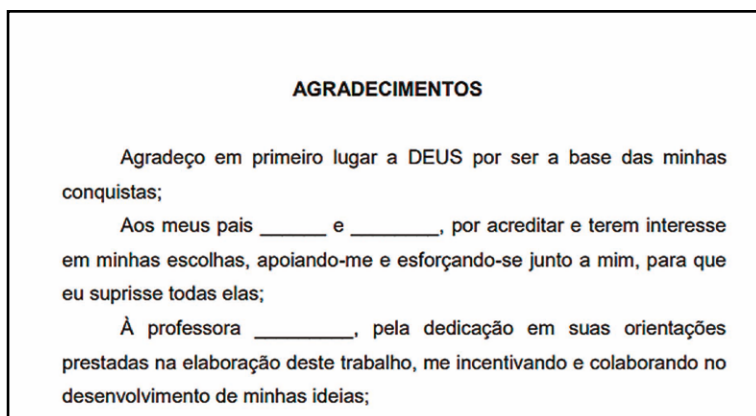 AGRADECIMENTOS
Agradeço em primeiro lugar a DEUS por ser a base das minhas
conquistas;
Aos meus pais ______ e ________, por acreditar e terem interesse
em minhas escolhas, apoiando-me e esforçando-se junto a mim, para que
eu suprisse todas elas;
À professora _________, pela dedicação em suas orientações
prestadas na elaboração deste trabalho, me incentivando e colaborando no
desenvolvimento de minhas ideias;